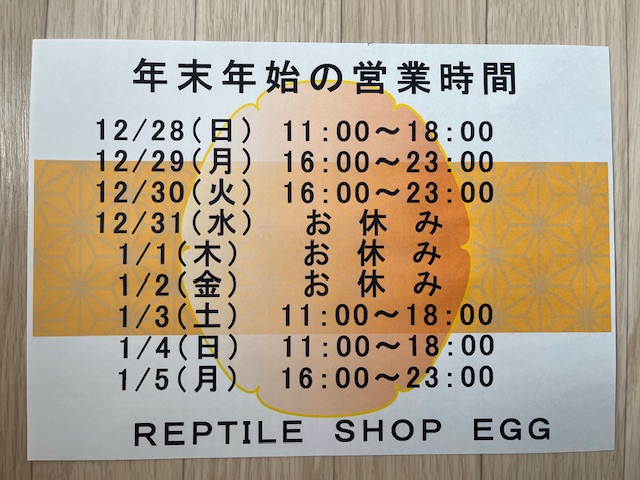 年末年始の営業時間
12/28(日) 11:00～18:00
12/29(月) 16:00～23:00
12/30(火) 16:00～23:00
12/31(水) お休み
1/1(木) お休み
1/2(金) お休み
1/3(土) 11:00～18:00
1/4(日) 11:00～18:00
1/5(月) 16:00～23:00
REPTILE SHOP EGG